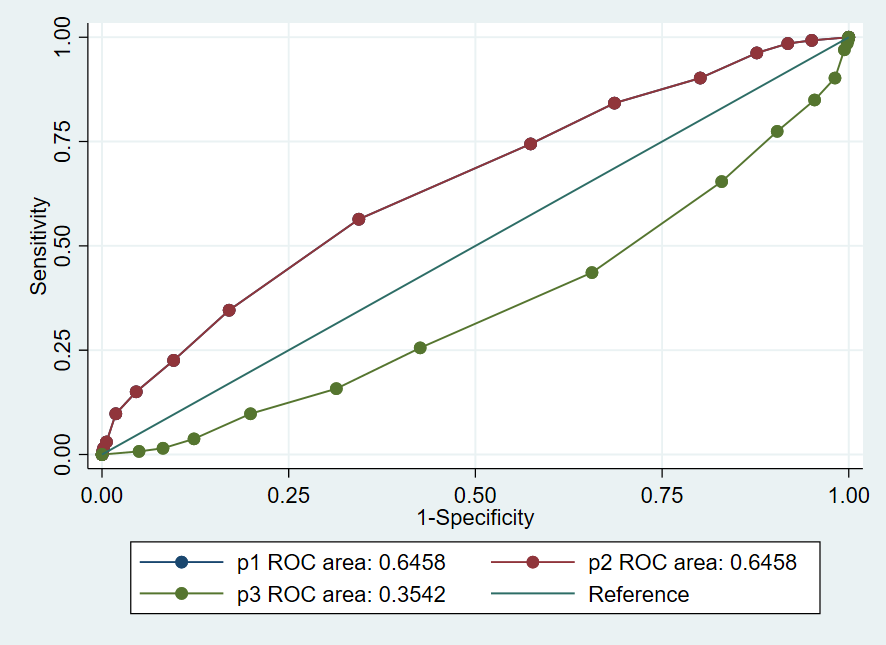 Sensitivity
1.00
0.75
0.50
0.25
0.00
0.00 0.25 0.50 0.75 1.00
1-Specificity
p1 ROC area: 0.6458 p2 ROC area: 0.6458
p3 ROC area: 0.3542 Reference